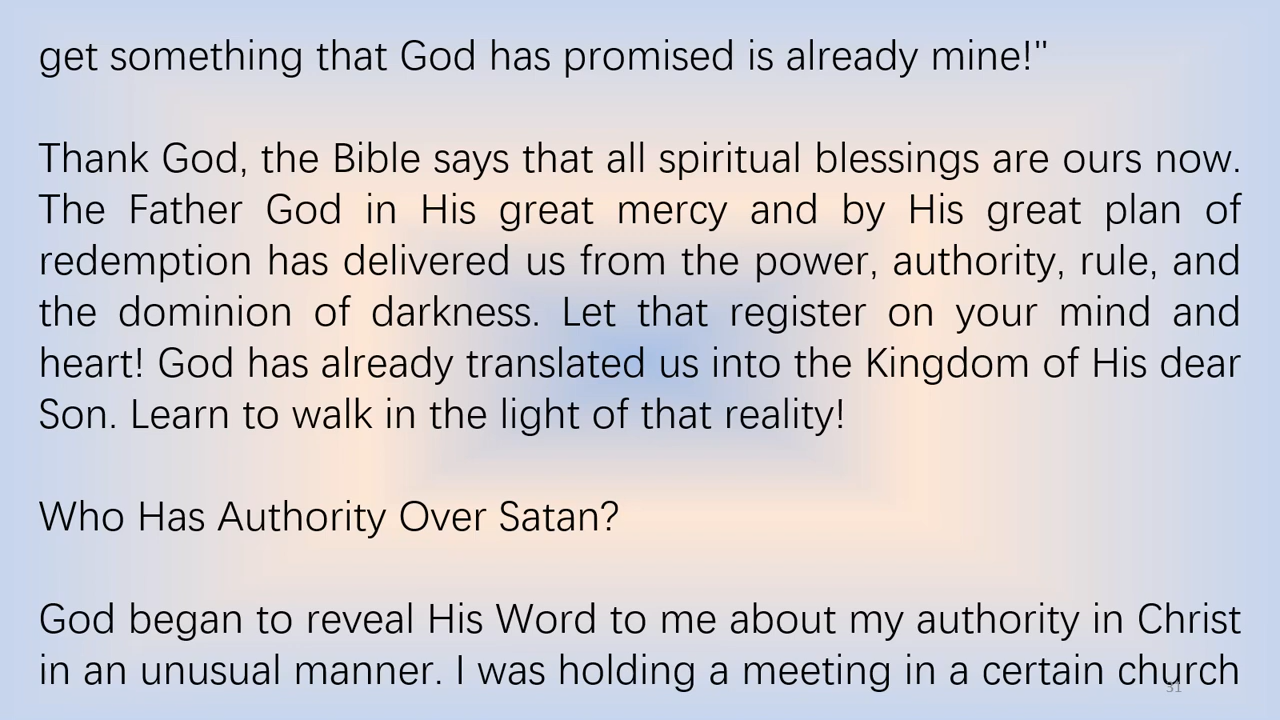 get something that God has promised is already mine!"
Thank God, the Bible says that all spiritual blessings are ours now.
The Father God in His great mercy and by His great plan of
redemption has delivered us from the power, authority, rule, and
the dominion of darkness. Let that register on your mind and
heart! God has already translated us into the Kingdom of His dear
Son. Learn to walk in the light of that reality!
Who Has Authority Over Satan?
God began to reveal His Word to me about my authority in Christ
in an unusual manner. I was holding a meeting in a certain church
31